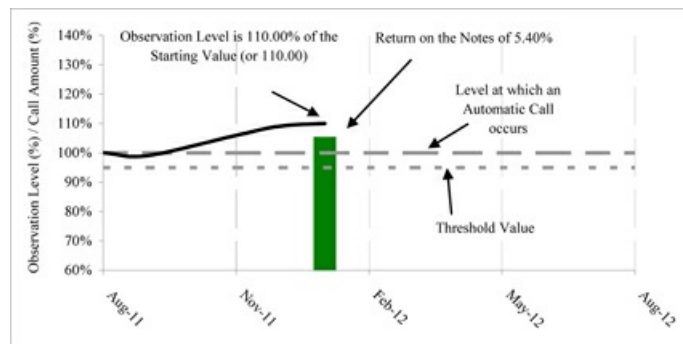 Observation Level (%) / Call Amount (%)
140%
130%
120%
110%
100%
90%
80%
70%
60%
Observation Level is 110.00% of the
Starting Value (or 110.00)
Return on the Notes of 5.40%
Level at which an
Automatic Call
occurs
Threshold Value
Aug-11
Nov-11
Feb-12
May-12
Aug-12